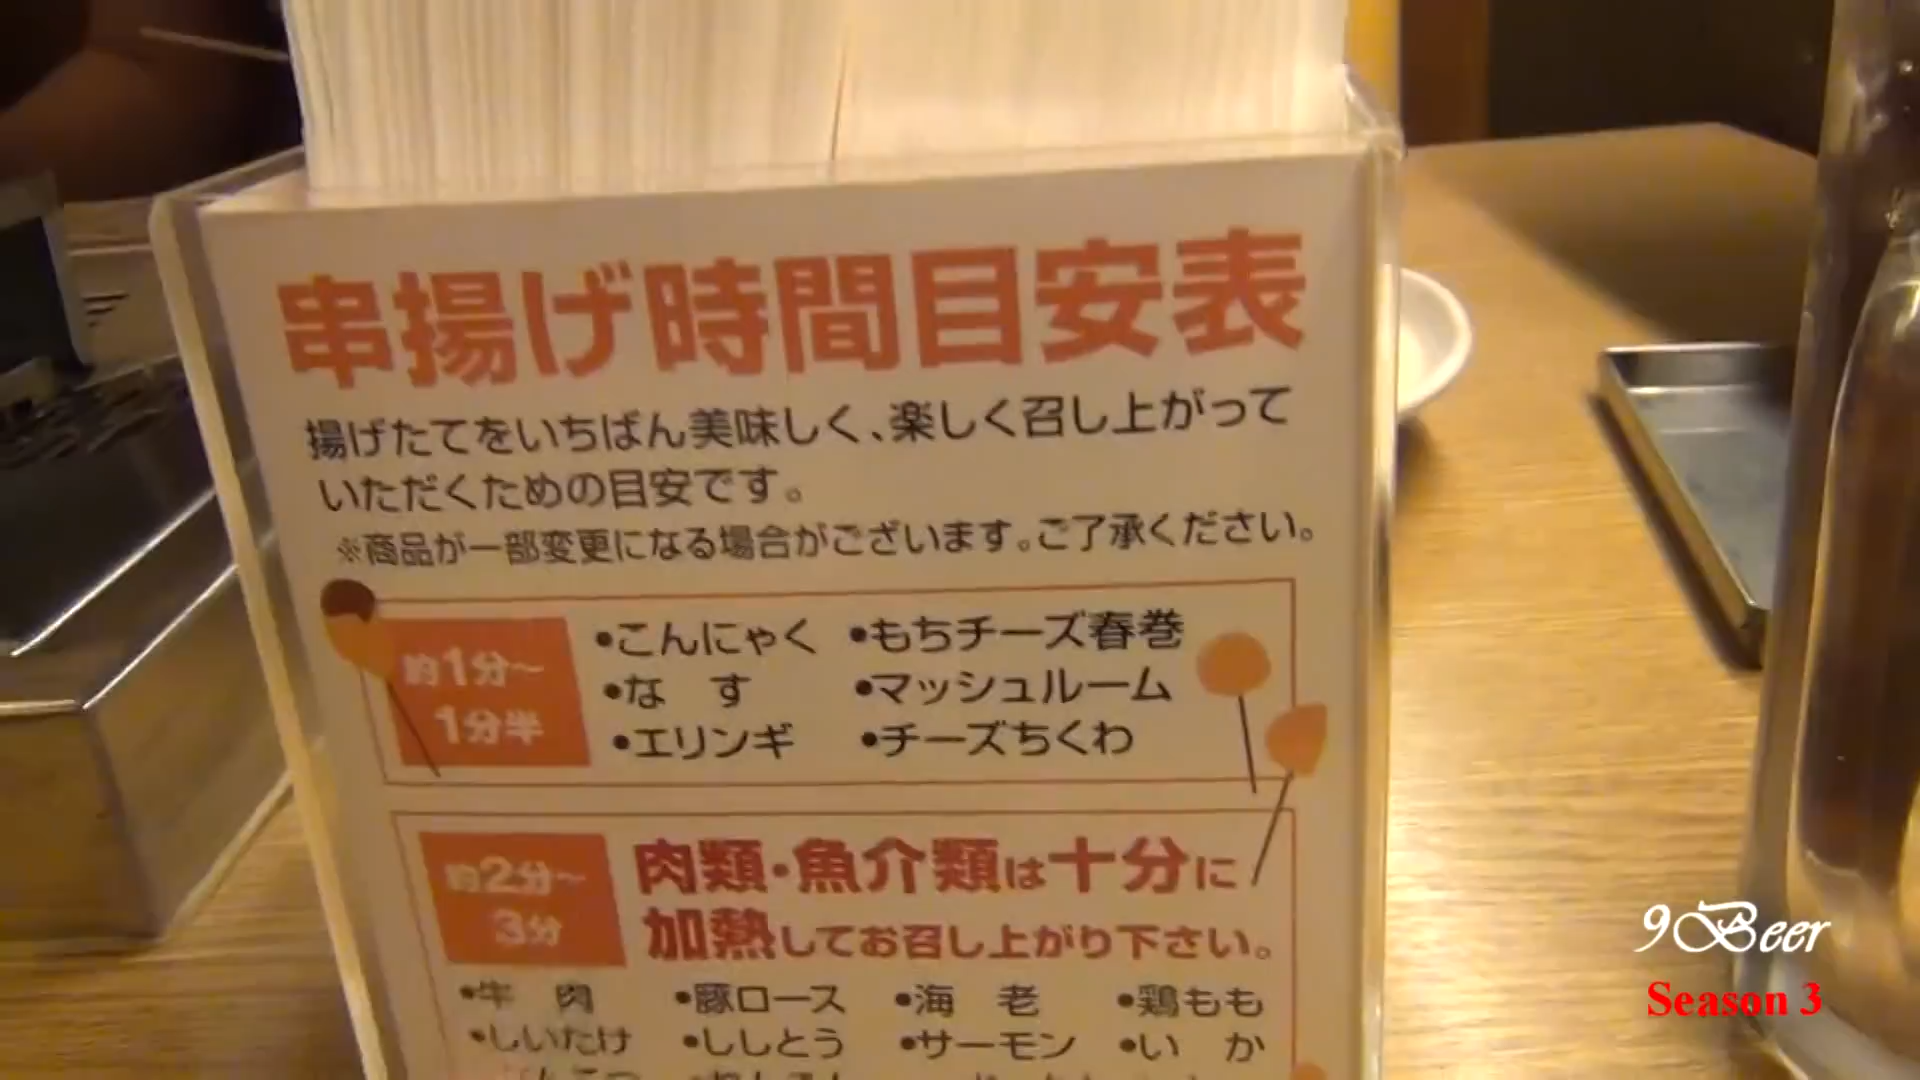 串揚げ時間目安表
揚げたてをいちばん美味しく、楽しく召し上がって
いただくための目安です。
※商品が一部変更になる場合がございます。ご了承ください。
約1分～
1分半
•こんにゃく •もちチーズ春巻
•な す •マッシュルーム
•エリンギ •チーズちくわ
約2分～
3分
肉類・魚介類は十分に
加熱してお召し上がり下さい。
•牛 肉 •豚ロース •海 老 •鶏もも
•しいたけ •ししとう •サーモン •い か
9Beer
Season 3